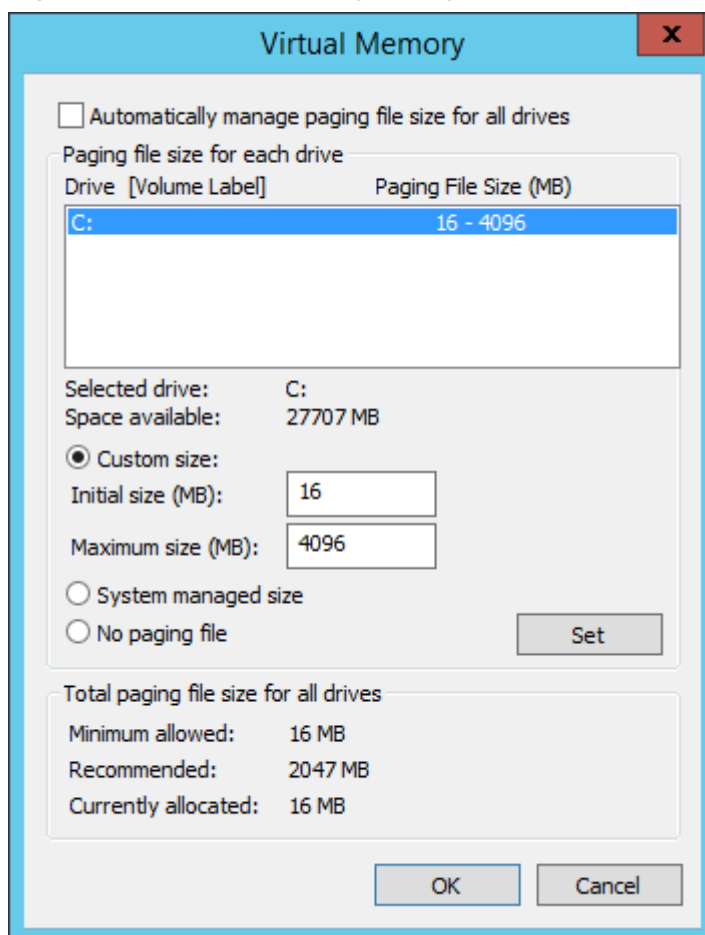 Virtual Memory
x
Automatically manage paging file size for all drives
Paging file size for each drive
Drive [Volume Label] Paging File Size (MB)
C: 16 - 4096
Selected drive: C:
Space available: 27707 MB
Custom size:
Initial size (MB): 16
Maximum size (MB): 4096
System managed size
No paging file Set
Total paging file size for all drives
Minimum allowed: 16 MB
Recommended: 2047 MB
Currently allocated: 16 MB
OK Cancel